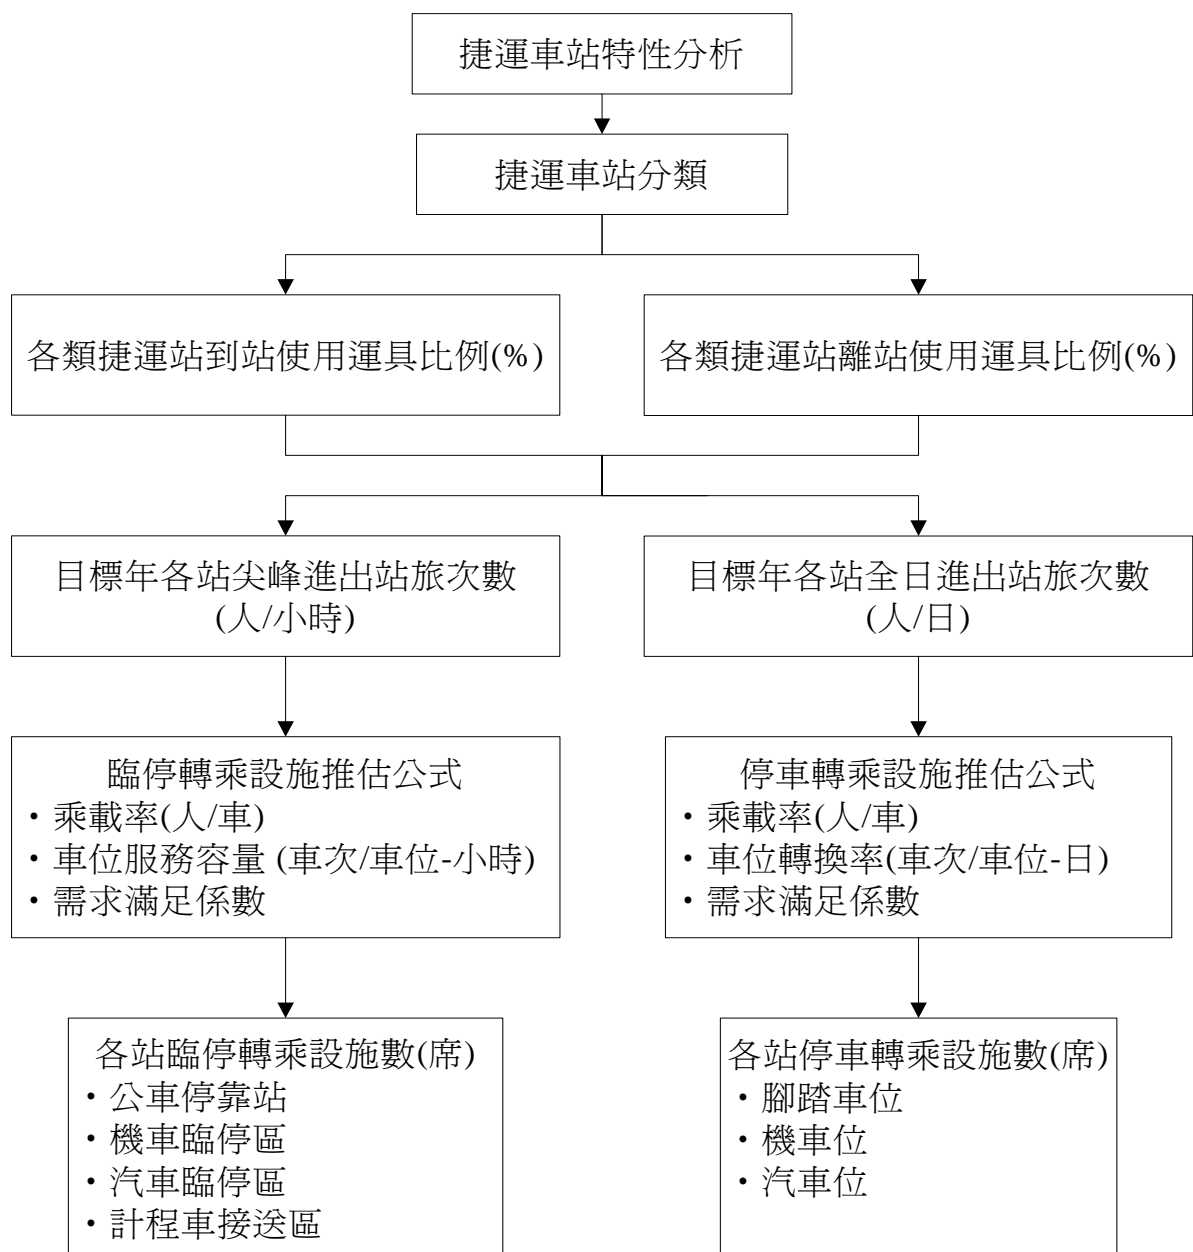 捷運車站特性分析
捷運車站分類
各類捷運站到站使用運具比例(%)
各類捷運站離站使用運具比例(%)
目標年各站尖峰進出站旅次數
(人/小時)
目標年各站全日進出站旅次數
(人/日)
臨停轉乘設施推估公式
・乘載率(人/車)
・車位服務容量 (車次/車位-小時)
・需求滿足係數
停車轉乘設施推估公式
・乘載率(人/車)
・車位轉換率(車次/車位-日)
・需求滿足係數
各站臨停轉乘設施數(席)
・公車停靠站
・機車臨停區
・汽車臨停區
・計程車接送區
各站停車轉乘設施數(席)
・腳踏車位
・機車位
・汽車位